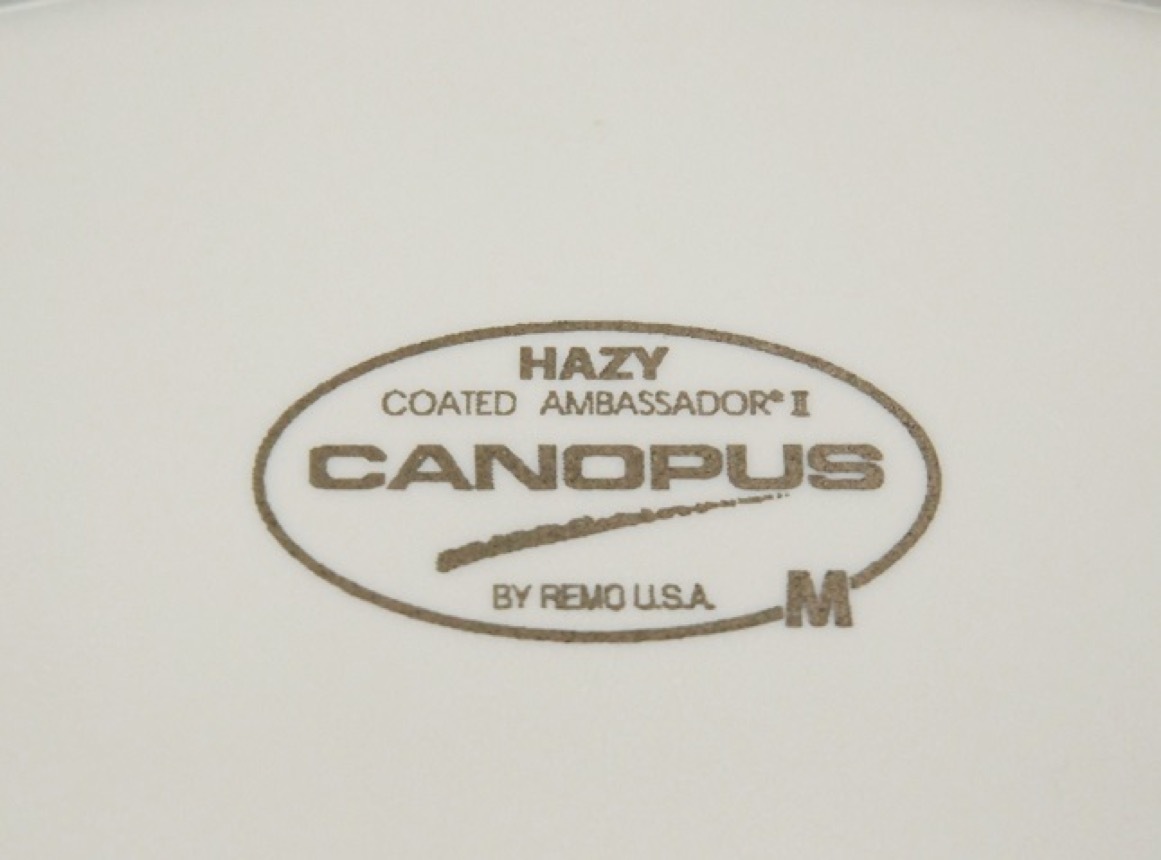 HAZY
COATED AMBASSADOR® II
CANOPUS
BY REMO U.S.A.
M